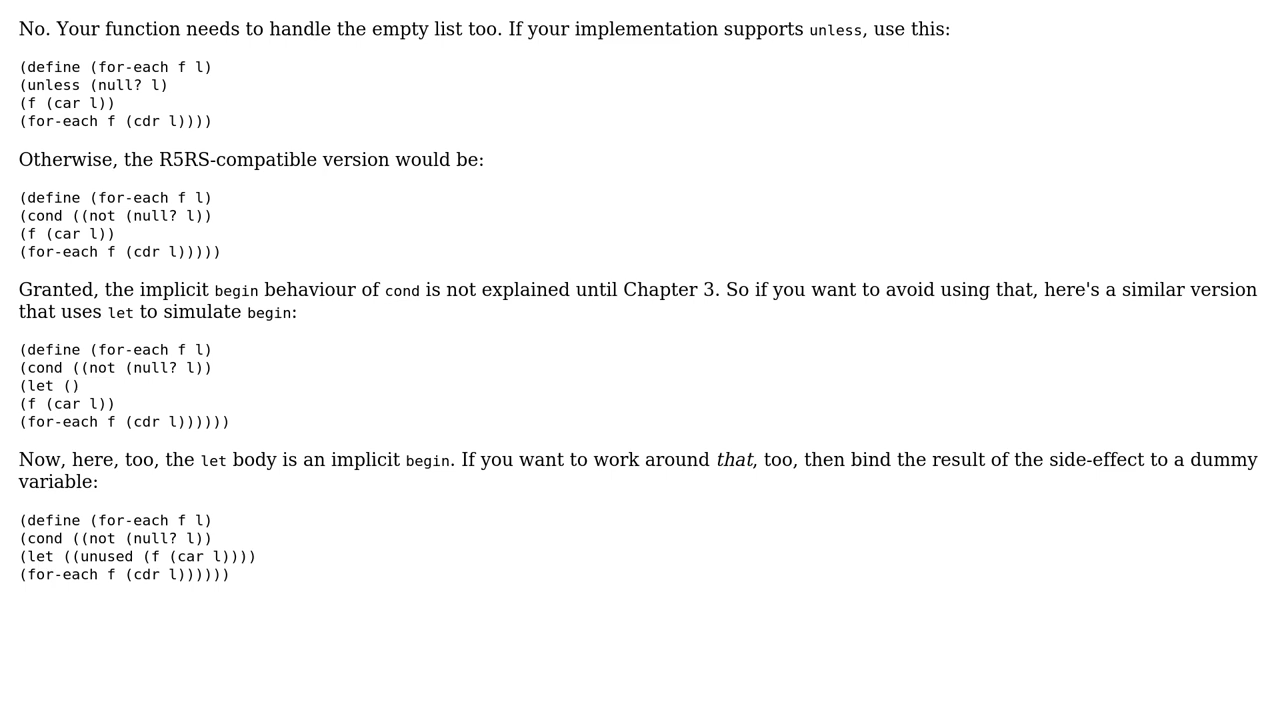 No. Your function needs to handle the empty list too. If your implementation supports unless, use this:
(define (for-each f l)
(unless (null? l)
(f (car l))
(for-each f (cdr l))))
Otherwise, the R5RS-compatible version would be:
(define (for-each f l)
(cond ((not (null? l))
(f (car l))
(for-each f (cdr l)))))
Granted, the implicit begin behaviour of cond is not explained until Chapter 3. So if you want to avoid using that, here's a similar version
that uses let to simulate begin:
(define (for-each f l)
(cond ((not (null? l))
(let ()
(f (car l))
(for-each f (cdr l))))))
Now, here, too, the let body is an implicit begin. If you want to work around that, too, then bind the result of the side-effect to a dummy
variable:
(define (for-each f l)
(cond ((not (null? l))
(let ((unused (f (car l))))
(for-each f (cdr l))))))